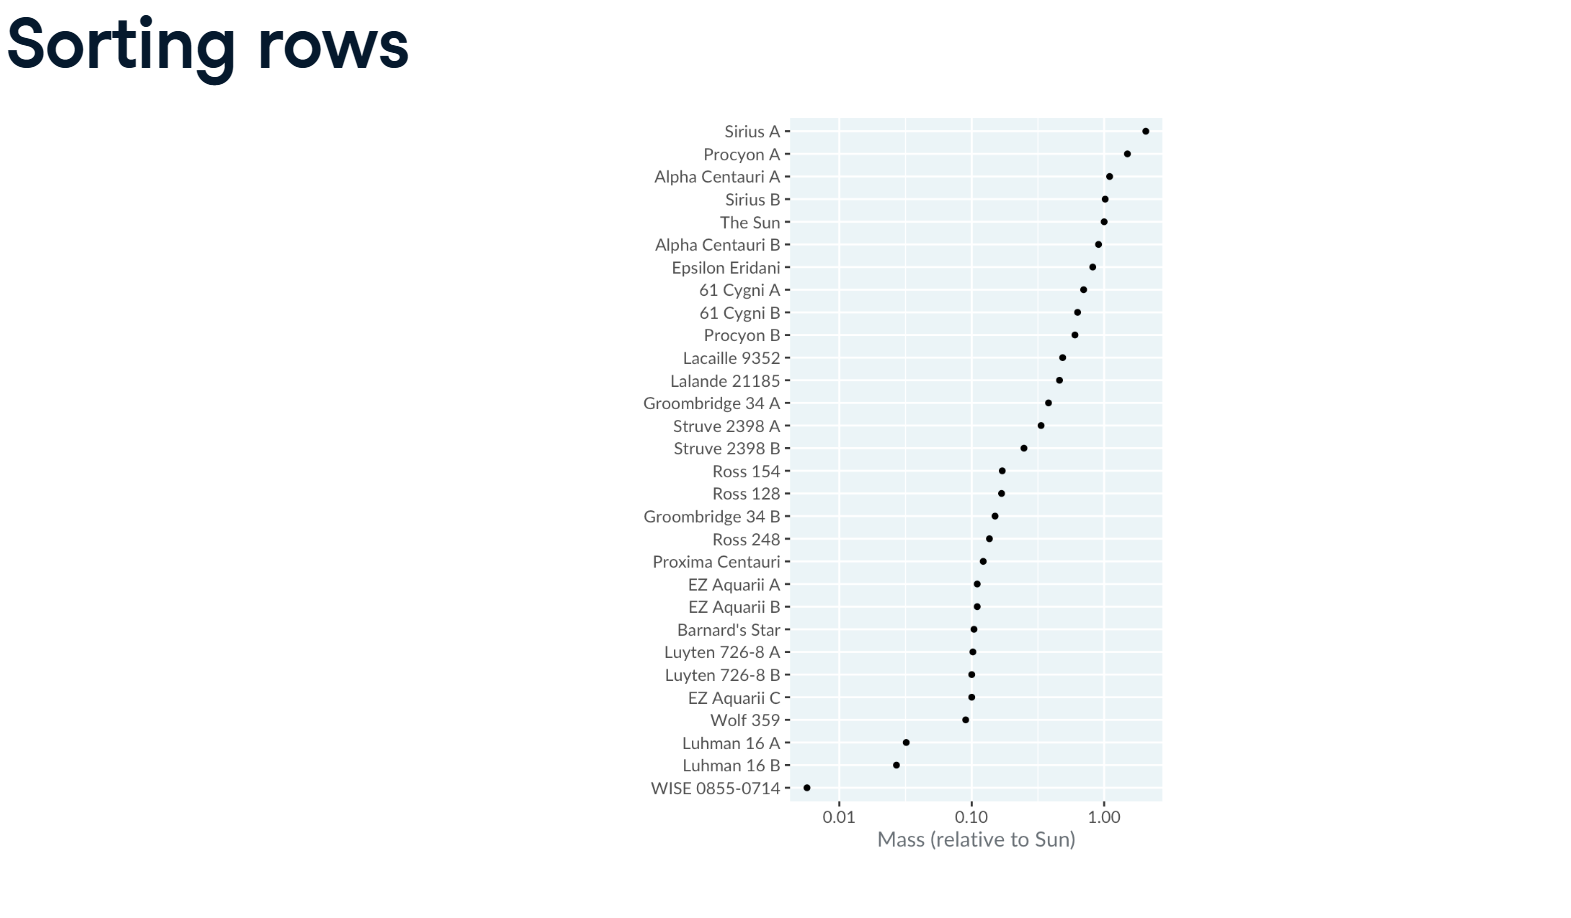 Sorting rows
Sirius A
Procyon A
Alpha Centauri A
Sirius B
The Sun
Alpha Centauri B
Epsilon Eridani
61 Cygni A
61 Cygni B
Procyon B
Lacaille 9352
Lalande 21185
Groombridge 34 A
Struve 2398 A
Struve 2398 B
Ross 154
Ross 128
Groombridge 34 B
Ross 248
Proxima Centauri
EZ Aquarii A
EZ Aquarii B
Barnard's Star
Luyten 726-8 A
Luyten 726-8 B
EZ Aquarii C
Wolf 359
Luhman 16 A
Luhman 16 B
WISE 0855-0714
0.01 0.10 1.00
Mass (relative to Sun)